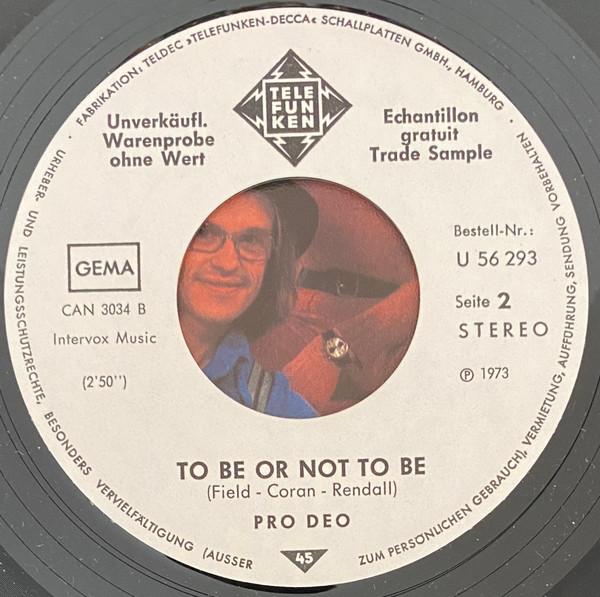 · FABRIKATION: TELDEC »TELEFUNKEN-DECCA« SCHALLPLATTEN GMBH., HAMBURG · URHEBER- UND LEISTUNGSSCHUTZRECHTE, BESONDERS VERVIELFÄLTIGUNG (AUSSER ZUM PERSÖNLICHEN GEBRAUCH), VERMIETUNG, AUFFÜHRUNG, SENDUNG VORBEHALTEN
TELE
FUN
KEN
Unverkäufl.
Warenprobe
ohne Wert
Echantillon
gratuit
Trade Sample
GEMA
CAN 3034 B
Intervox Music
(2'50'')
Bestell-Nr.:
U 56 293
Seite 2
STEREO
℗ 1973
TO BE OR NOT TO BE
(Field - Coran - Rendall)
PRO DEO
45